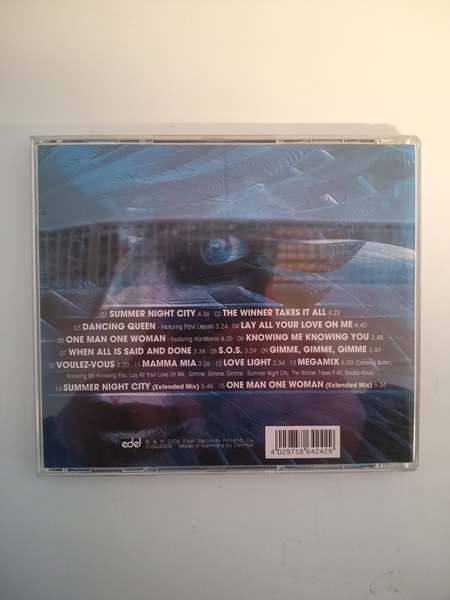 01 SUMMER NIGHT CITY 4:36 02 THE WINNER TAKES IT ALL 4:23
03 DANCING QUEEN - Featuring Päivi Lepistö 3:24 04 LAY ALL YOUR LOVE ON ME 4:40
05 ONE MAN ONE WOMAN - Featuring AlanMorris 4:05 06 KNOWING ME KNOWING YOU 3:48
07 WHEN ALL IS SAID AND DONE 3:38 08 S.O.S. 3:59 09 GIMME, GIMME, GIMME 3:49
10 VOULEZ-VOUS 3:20 11 MAMMA MIA 3:26 12 LOVE LIGHT 3:34 13 MEGAMIX 6:00 (Dancing Queen,
Knowing Me Knowing You, Lay All Your Love On Me, Gimme, Gimme, Gimme, Summer Night City, The Winner Takes It All, Voulez-Vous)
14 SUMMER NIGHT CITY (Extended Mix) 5:46 15 ONE MAN ONE WOMAN (Extended Mix) 6:34
edel
℗ & © Edel Records Finland Oy
Made in Germany by Optimal
4 029758 642429